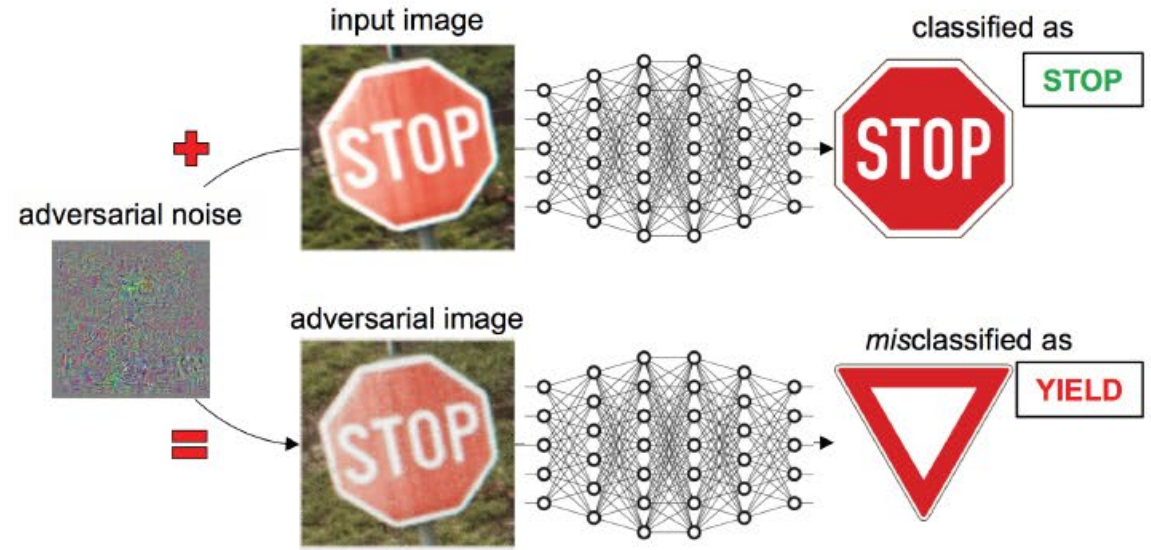 input image
classified as
STOP
STOP
STOP
+
adversarial noise
adversarial image
STOP
misclassified as
YIELD
=